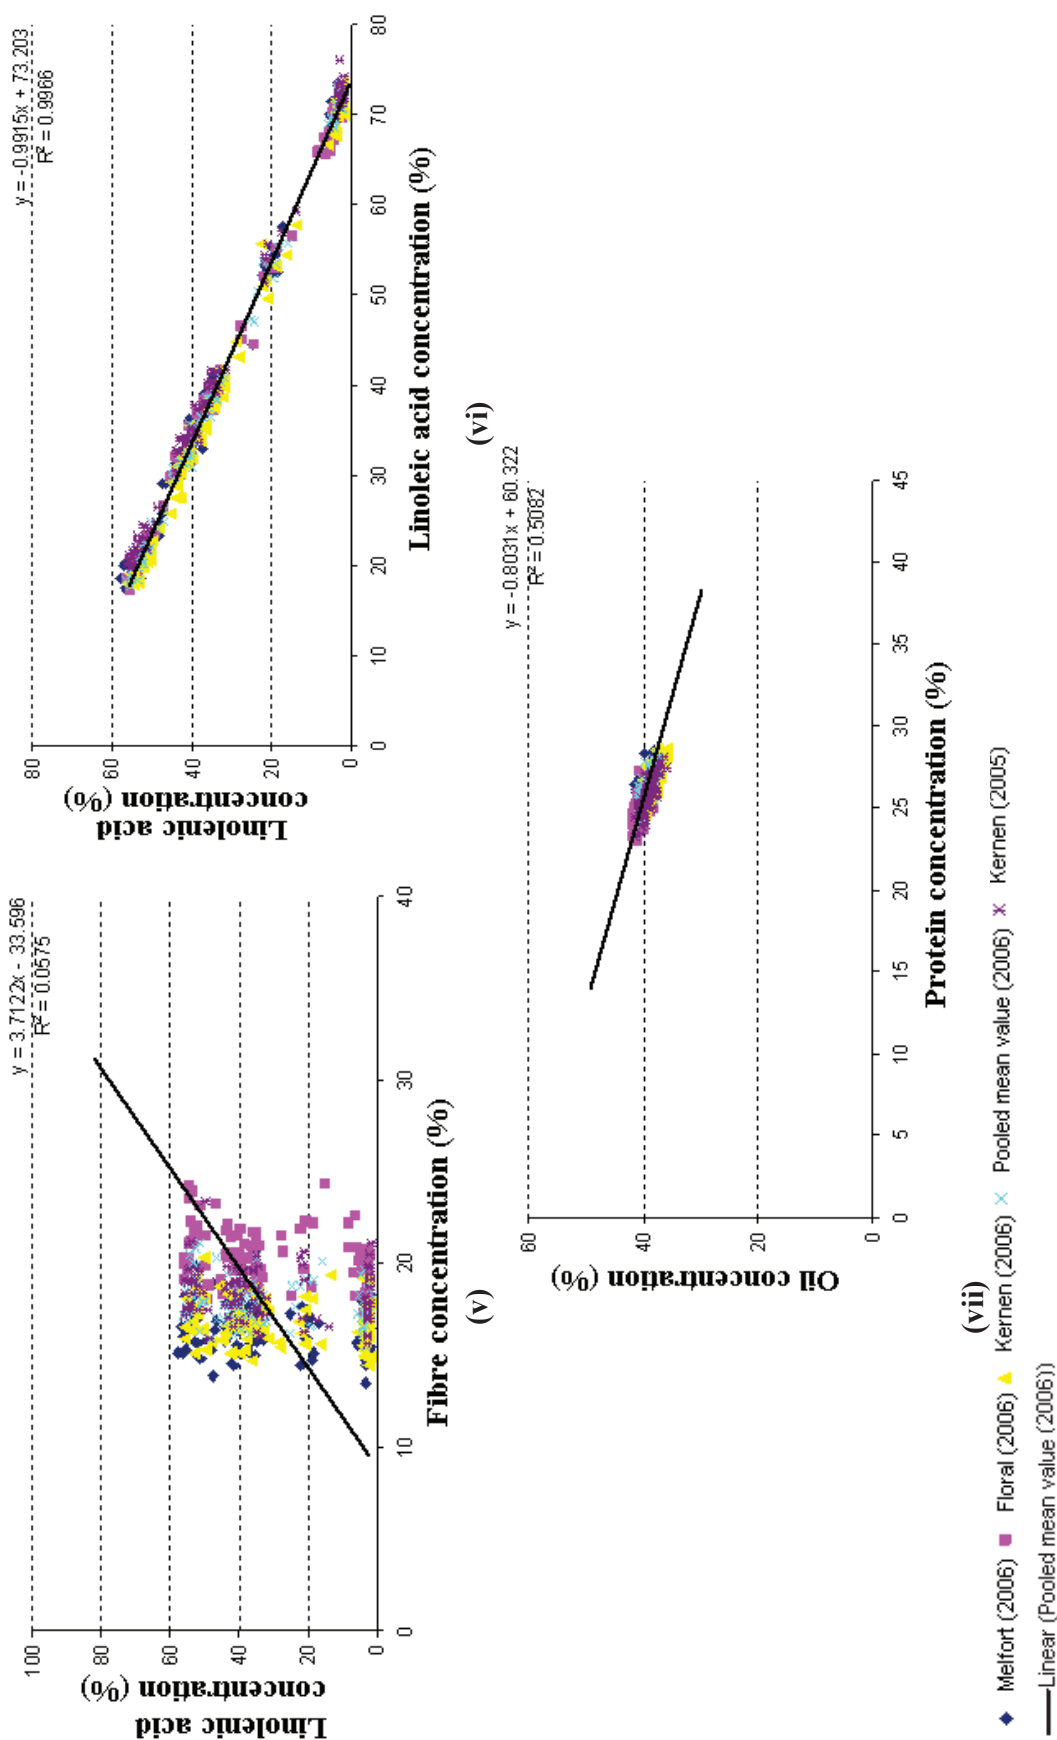 y = 3.7122x - 33.596
R² = 0.0575
100
80
60
40
20
0
Linolenic acid
concentration (%)
0
10
20
30
40
Fibre concentration (%)
(v)
y = -0.9915x + 73.203
R² = 0.9966
80
60
40
20
0
Linolenic acid
concentration (%)
0
10
20
30
40
50
60
70
80
Linoleic acid concentration (%)
(vi)
y = -0.8031x + 60.322
R² = 0.5082
60
40
20
0
Oil concentration (%)
0
5
10
15
20
25
30
35
40
45
Protein concentration (%)
(vii)
Melfort (2006) Floral (2006) Kernen (2006) Pooled mean value (2006) Kernen (2005)
Linear (Pooled mean value (2006))